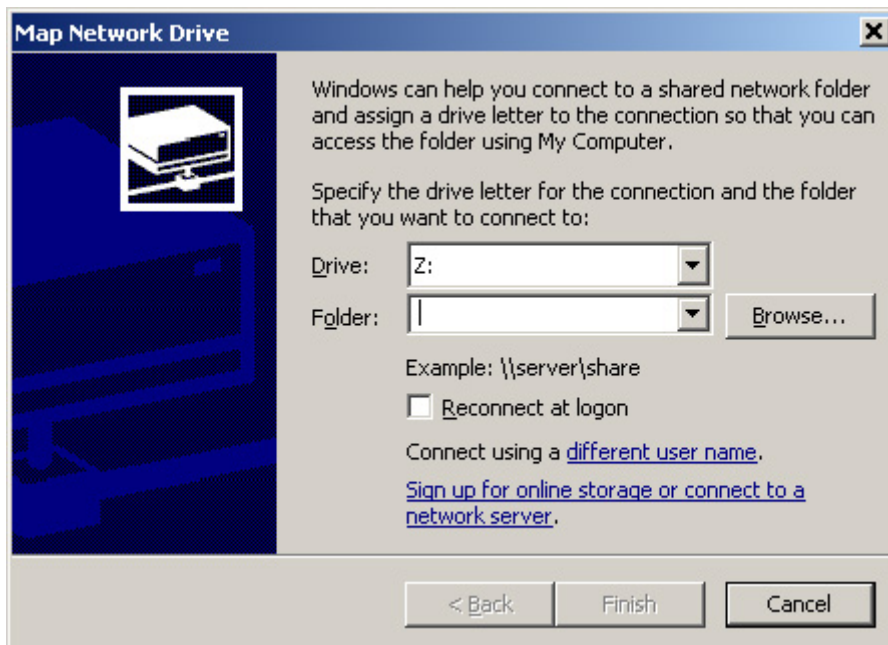 Map Network Drive
Windows can help you connect to a shared network folder
and assign a drive letter to the connection so that you can
access the folder using My Computer.
Specify the drive letter for the connection and the folder
that you want to connect to:
Drive: Z:
Folder: Browse...
Example: \\server\share
Reconnect at logon
Connect using a different user name.
Sign up for online storage or connect to a
network server.
< Back Finish Cancel